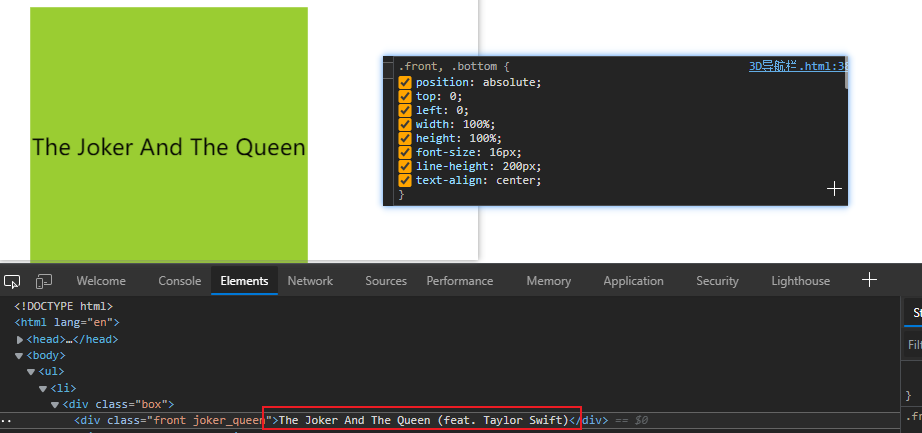 .front, .bottom {
3D导航栏.html:3
position: absolute;
top: 0;
left: 0;
width: 100%;
height: 100%;
font-size: 16px;
line-height: 200px;
text-align: center;
}
The Joker And The Queen
Welcome Console Elements Network Sources Performance Memory Application Security Lighthouse
<!DOCTYPE html>
<html lang="en">
<head>…</head>
<body>
<ul>
<li>
<div class="box">
<div class="front joker_queen">The Joker And The Queen (feat. Taylor Swift)</div> == $0
St
Filt
}
.fr